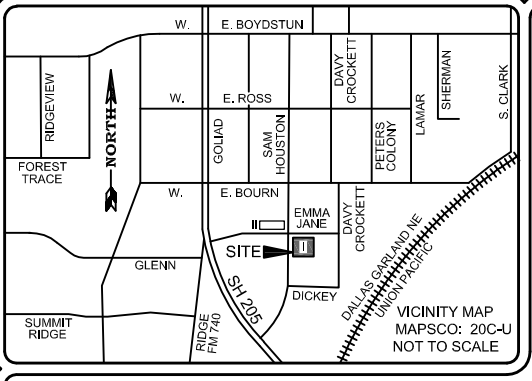 W. E. BOYDSTUN
RIDGEVIEW
NORTH
DAVY
CROCKETT
SHERMAN
S. CLARK
W. E. ROSS
LAMAR
GOLIAD
SAM
HOUSTON
PETERS
COLONY
FOREST
TRACE
W. E. BOURN
EMMA
JANE
DAVY
CROCKETT
II
SITE
I
GLENN
SH 205
DICKEY
DALLAS GARLAND NE
UNION PACIFIC
SUMMIT
RIDGE
RIDGE
FM 740
VICINITY MAP
MAPSCO: 20C-U
NOT TO SCALE